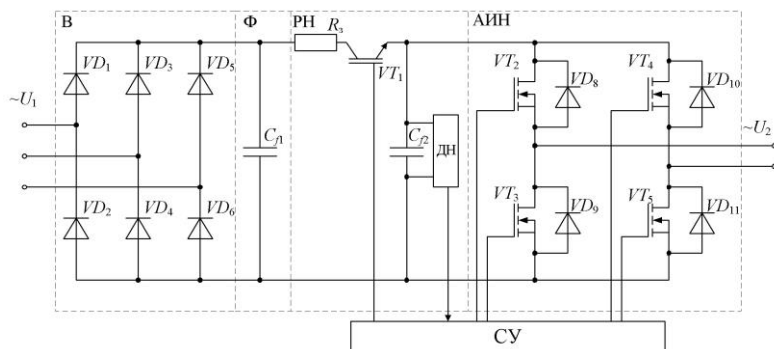 В Ф РН АИН
Rз
VD1 VD3 VD5
VT1
VT2 VD8 VT4 VD10
~U1
~U2
Cf1
Cf2
ДН
VD2 VD4 VD6
VT3 VD9 VT5 VD11
СУ